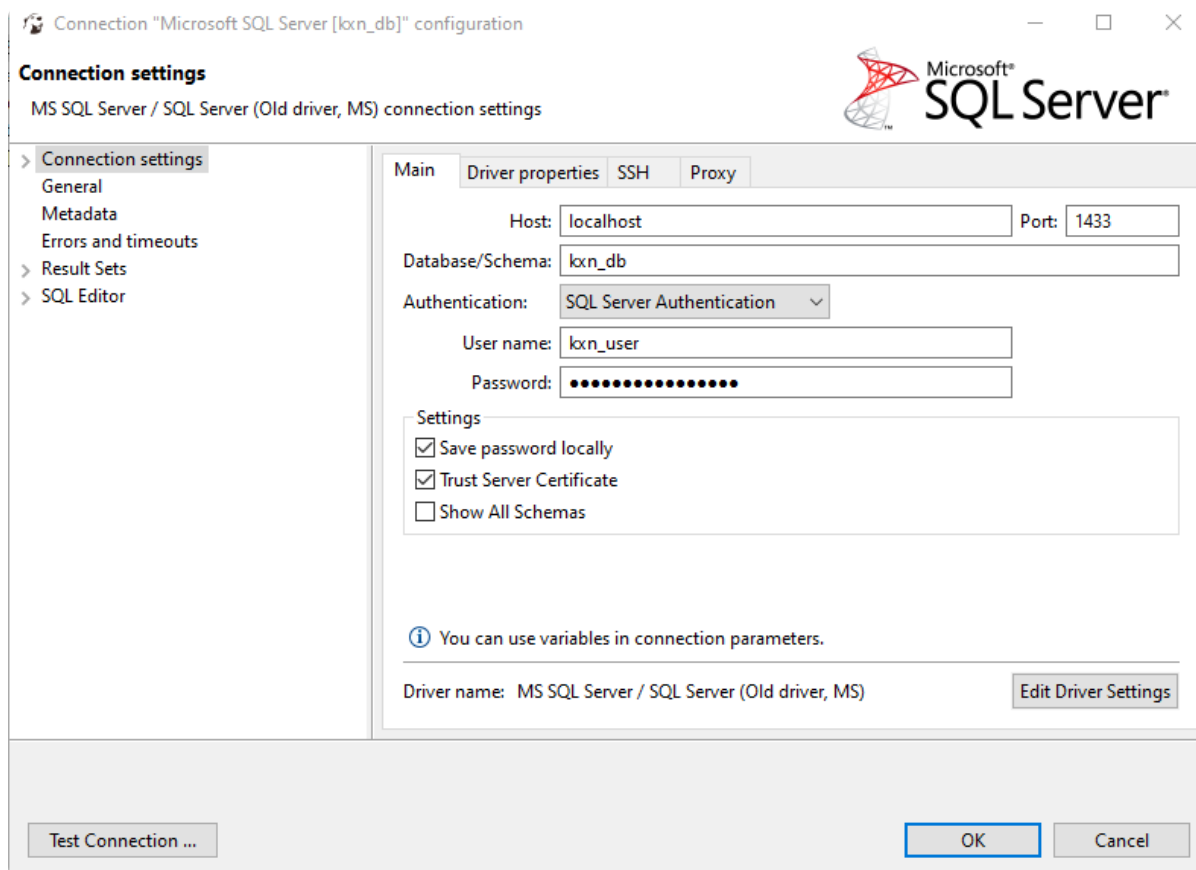 Connection "Microsoft SQL Server [kxn_db]" configuration
Connection settings
MS SQL Server / SQL Server (Old driver, MS) connection settings
Microsoft®
SQL Server®
™
Connection settings
General
Metadata
Errors and timeouts
Result Sets
SQL Editor
Main Driver properties SSH Proxy
Host: localhost Port: 1433
Database/Schema: kxn_db
Authentication: SQL Server Authentication
User name: kxn_user
Password: ••••••••••••••••
Settings
Save password locally
Trust Server Certificate
Show All Schemas
You can use variables in connection parameters.
Driver name: MS SQL Server / SQL Server (Old driver, MS) Edit Driver Settings
Test Connection ... OK Cancel